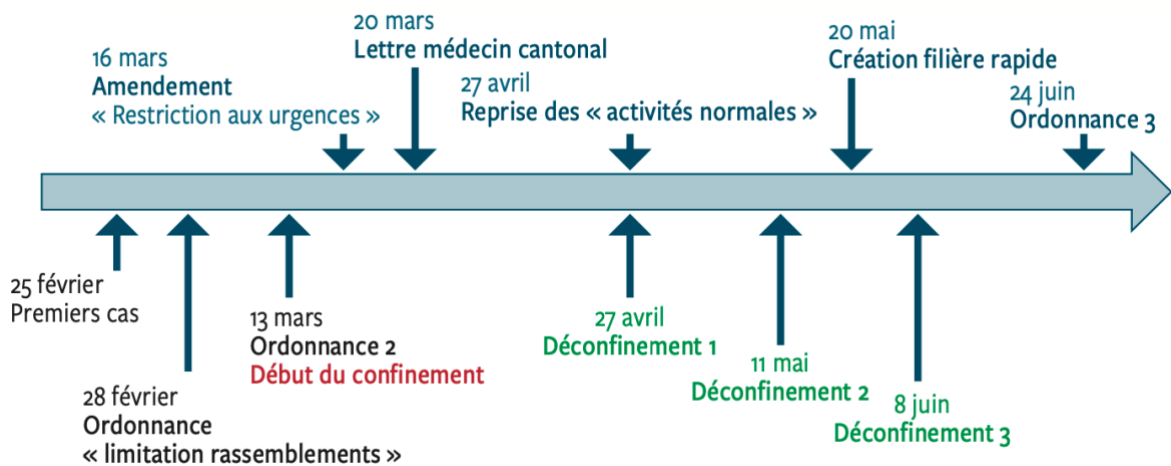 20 mars
Lettre médecin cantonal
20 mai
Création filière rapide
16 mars
Amendement
« Restriction aux urgences »
27 avril
Reprise des « activités normales »
24 juin
Ordonnance 3
25 février
Premiers cas
28 février
Ordonnance
« limitation rassemblements »
13 mars
Ordonnance 2
Début du confinement
27 avril
Déconfinement 1
11 mai
Déconfinement 2
8 juin
Déconfinement 3